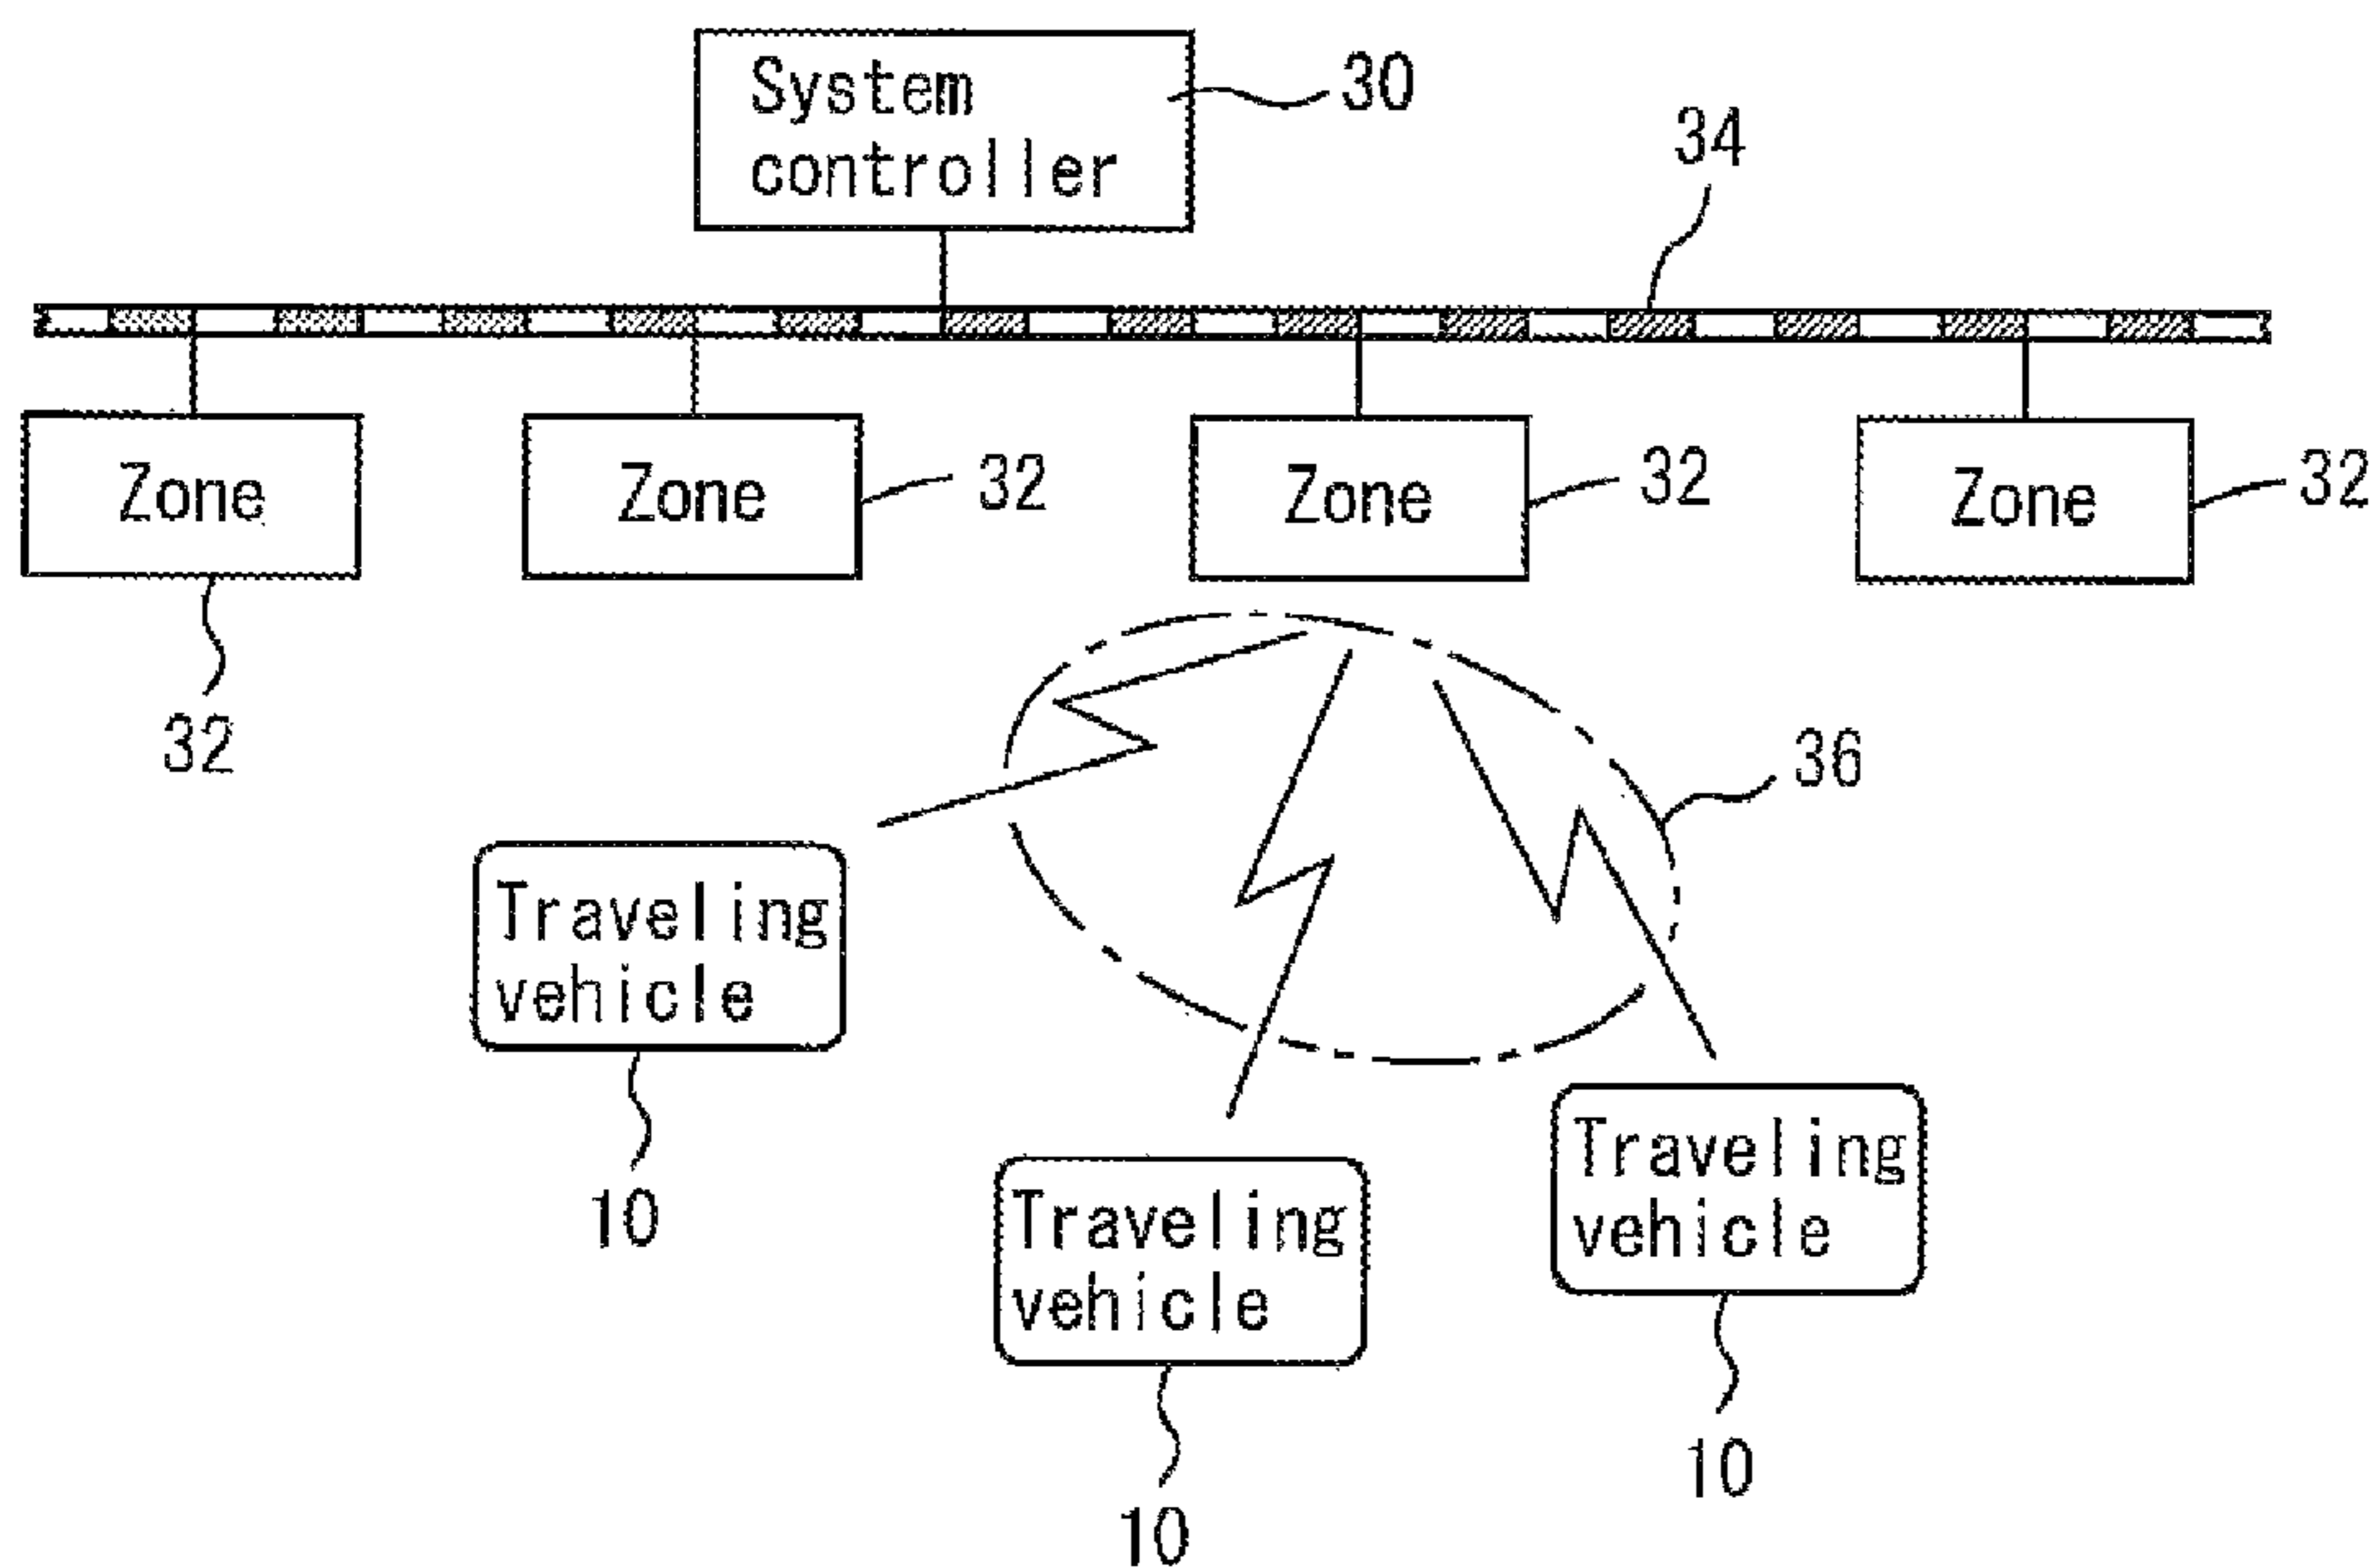 System
controller
30
34
Zone
Zone
32
Zone
32
Zone
32
32
36
Traveling
vehicle
10
Traveling
vehicle
10
Traveling
vehicle
10